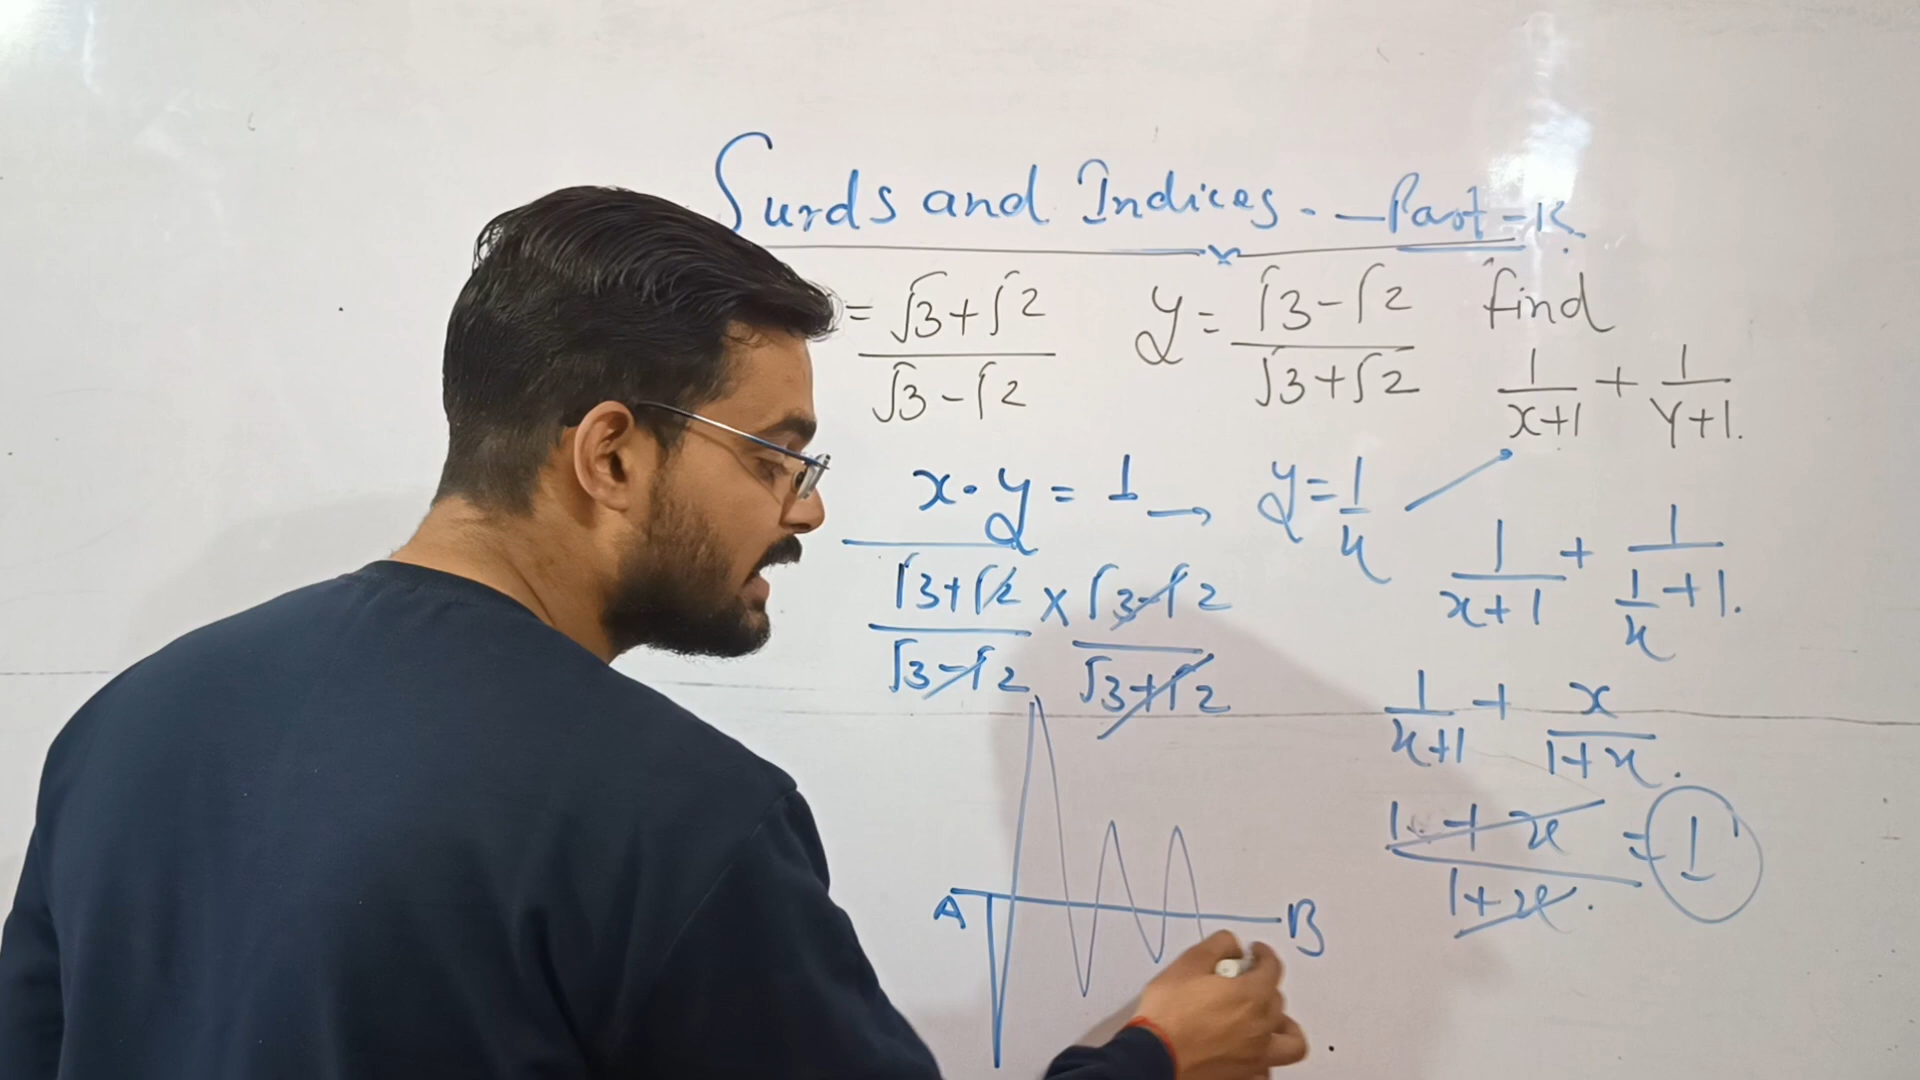 Surds and Indices. - Part - 12.
= √3+√2 / √3-√2   y = √3-√2 / √3+√2   find
1/x+1 + 1/y+1.
x · y = 1 → y = 1/x
√3+√2 / √3-√2 × √3-√2 / √3+√2
1/x+1 + 1/(1/x +1).
1/x+1 + x/1+x.
1+x / 1+x. = 1
A B